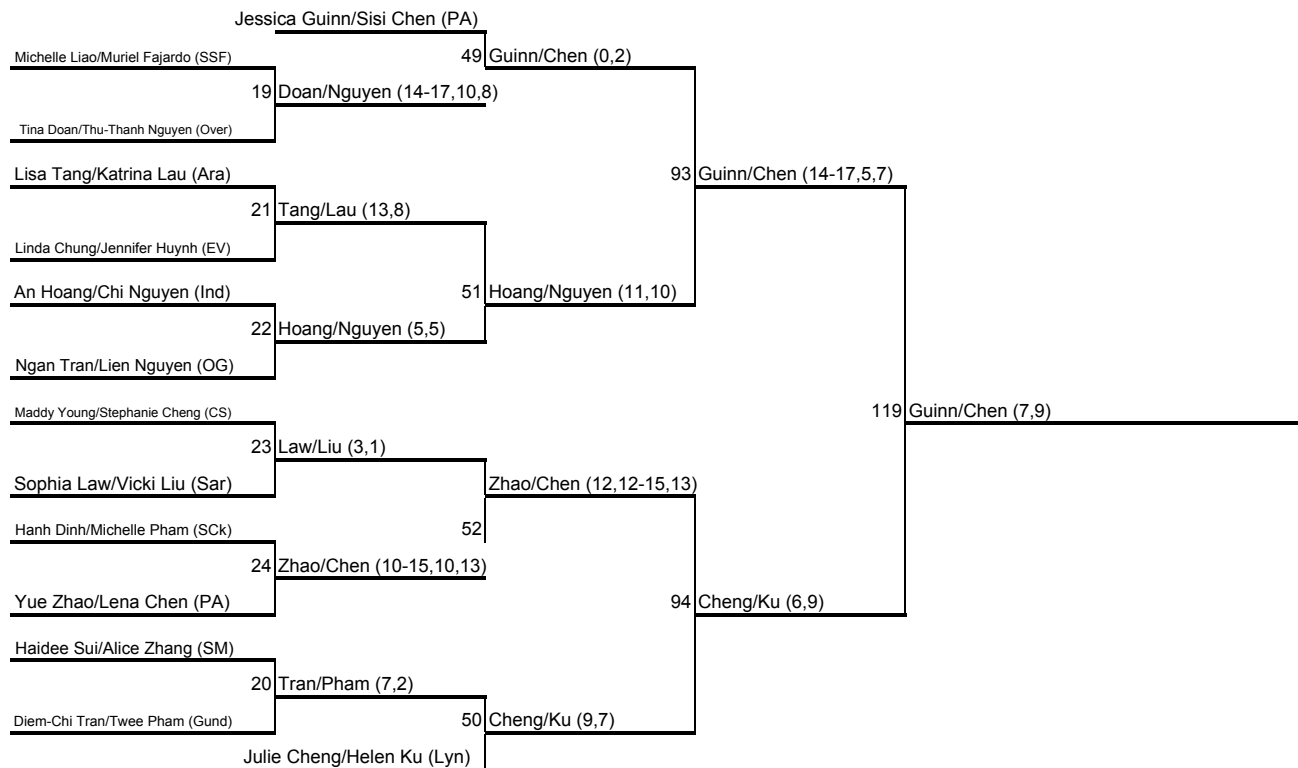 Jessica Guinn/Sisi Chen (PA)
Michelle Liao/Muriel Fajardo (SSF)
49 Guinn/Chen (0,2)
19 Doan/Nguyen (14-17,10,8)
Tina Doan/Thu-Thanh Nguyen (Over)
Lisa Tang/Katrina Lau (Ara)
93 Guinn/Chen (14-17,5,7)
21 Tang/Lau (13,8)
Linda Chung/Jennifer Huynh (EV)
An Hoang/Chi Nguyen (Ind)
51 Hoang/Nguyen (11,10)
22 Hoang/Nguyen (5,5)
Ngan Tran/Lien Nguyen (OG)
Maddy Young/Stephanie Cheng (CS)
119 Guinn/Chen (7,9)
23 Law/Liu (3,1)
Sophia Law/Vicki Liu (Sar)
Zhao/Chen (12,12-15,13)
Hanh Dinh/Michelle Pham (SCk)
52
24 Zhao/Chen (10-15,10,13)
Yue Zhao/Lena Chen (PA)
94 Cheng/Ku (6,9)
Haidee Sui/Alice Zhang (SM)
20 Tran/Pham (7,2)
Diem-Chi Tran/Twee Pham (Gund)
50 Cheng/Ku (9,7)
Julie Cheng/Helen Ku (Lyn)